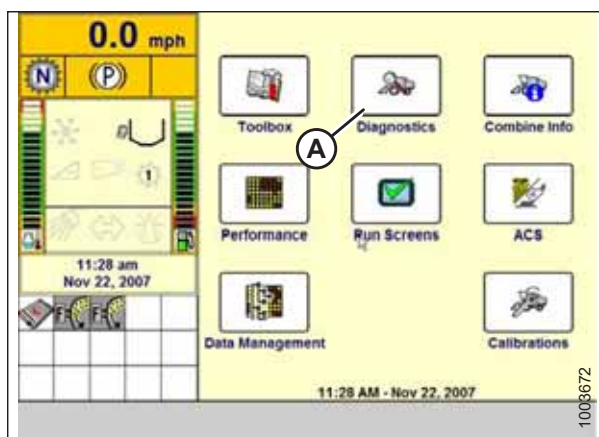 0.0 mph
N
(P)
1
11:28 am
Nov 22, 2007
F
F
Toolbox
Diagnostics
Combine Info
A
Performance
Run Screens
ACS
Data Management
Calibrations
11:28 AM - Nov 22, 2007
1003672